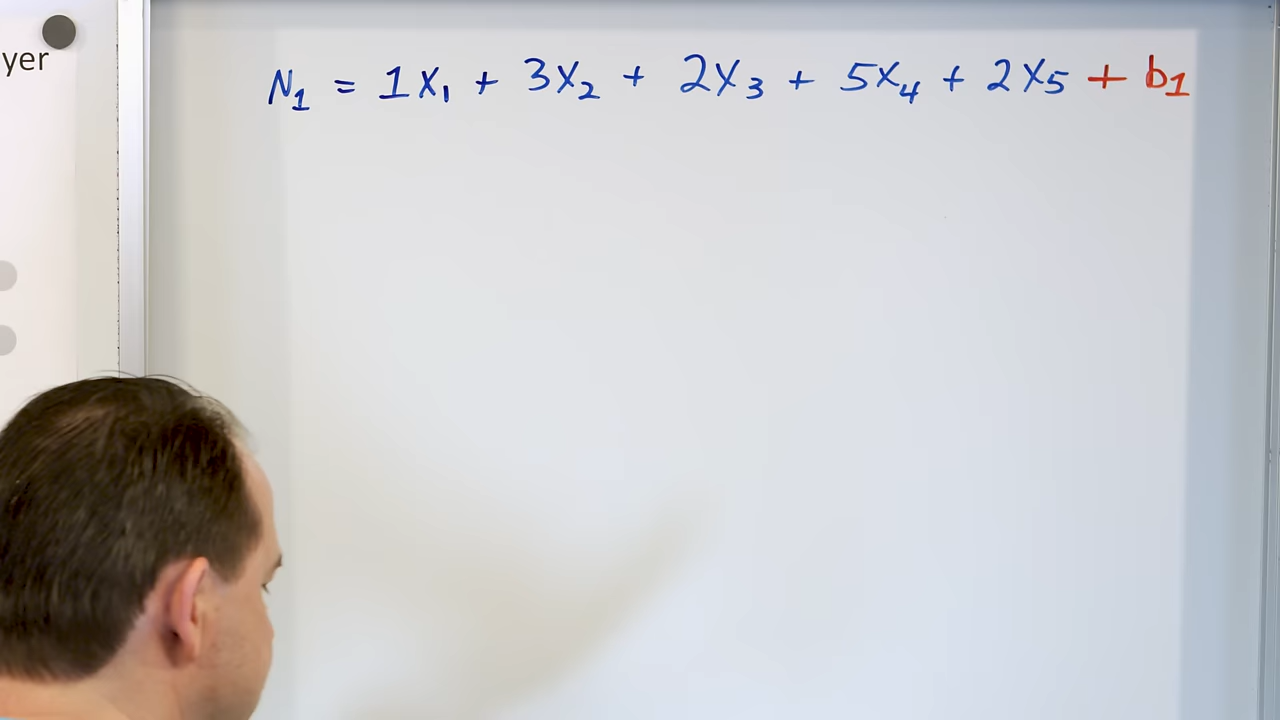 yer
N₁ = 1x₁ + 3x₂ + 2x₃ + 5x₄ + 2x₅ + b₁